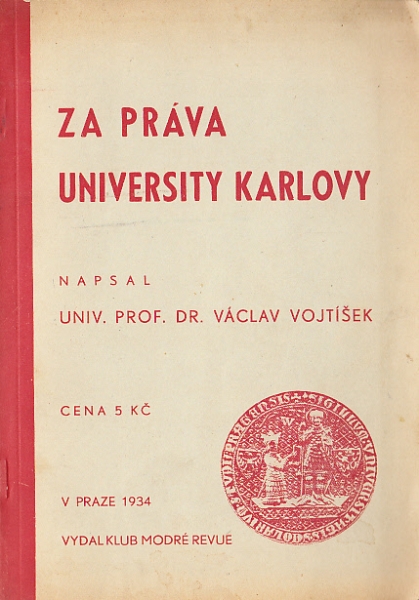 ZA PRÁVA
UNIVERSITY KARLOVY
NAPSAL
UNIV. PROF. DR. VÁCLAV VOJTÍŠEK
CENA 5 KČ
V PRAZE 1934
VYDAL KLUB MODRÉ REVUE